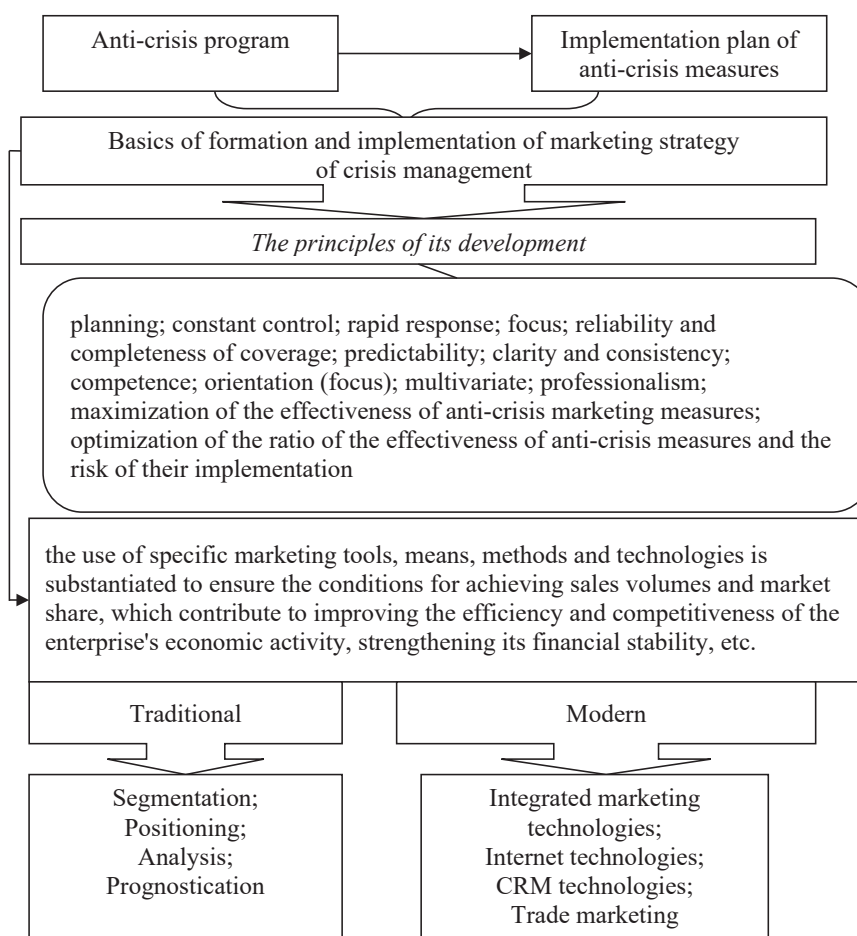 Anti-crisis program
Implementation plan of
anti-crisis measures
Basics of formation and implementation of marketing strategy
of crisis management
The principles of its development
planning; constant control; rapid response; focus; reliability and
completeness of coverage; predictability; clarity and consistency;
competence; orientation (focus); multivariate; professionalism;
maximization of the effectiveness of anti-crisis marketing measures;
optimization of the ratio of the effectiveness of anti-crisis measures and the
risk of their implementation
the use of specific marketing tools, means, methods and technologies is
substantiated to ensure the conditions for achieving sales volumes and market
share, which contribute to improving the efficiency and competitiveness of the
enterprise's economic activity, strengthening its financial stability, etc.
Traditional
Modern
Segmentation;
Positioning;
Analysis;
Prognostication
Integrated marketing
technologies;
Internet technologies;
CRM technologies;
Trade marketing